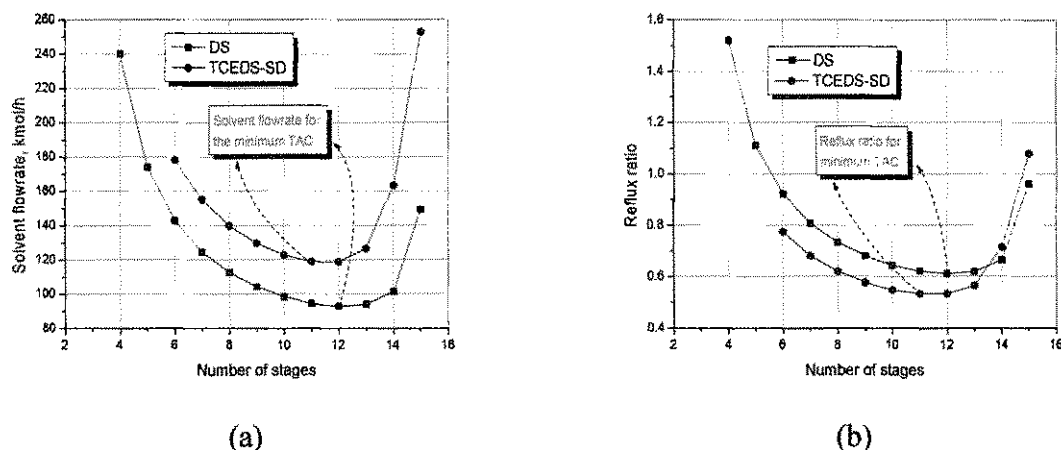 260
240
220
200
180
160
140
120
100
80
2
4
6
8
10
12
14
16
Solvent flowrate, kmol/h
Number of stages
DS
TCEDS-SD
Solvent flowrate for
the minimum TAC
(a)
1.6
1.4
1.2
1.0
0.8
0.6
0.4
2
4
6
8
10
12
14
16
Reflux ratio
Number of stages
DS
TCEDS-SD
Reflux ratio for
minimum TAC
(b)